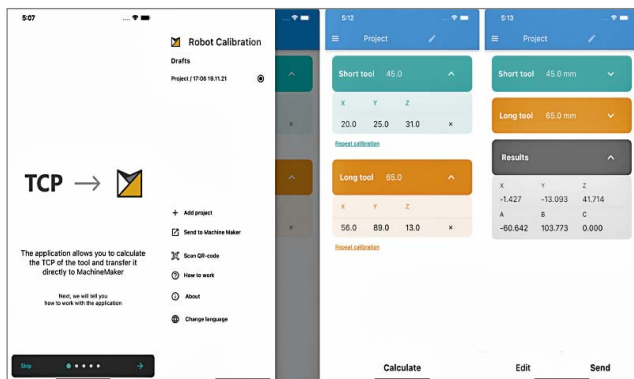 5:07
TCP
The application allows you to calculate
the TCP of the tool and transfer it
directly to MachineMaker
Next, we will tell you
how to work with the application
Skip
Robot Calibration
Drafts
Project / 17:06 19.11.21
+ Add project
Send to Machine Maker
Scan QR-code
How to work
About
Change language
5:12
Project
Short tool 45.0
X Y Z
20.0 25.0 31.0 ×
Repeat calibration
Long tool 65.0
X Y Z
56.0 89.0 13.0 ×
Repeat calibration
Calculate
5:13
Project
Short tool 45.0 mm
Long tool 65.0 mm
Results
X Y Z
-1.427 -13.093 41.714
A B C
-60.642 103.773 0.000
Edit Send